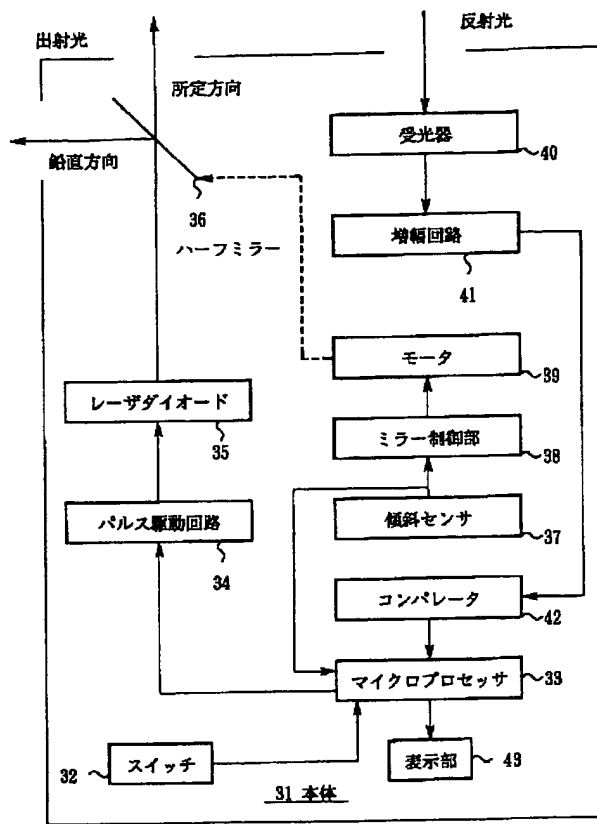 出射光
反射光
所定方向
鉛直方向
受光器
40
36
ハーフミラー
増幅回路
41
モータ
39
レーザダイオード
35
ミラー制御部
38
パルス駆動回路
34
傾斜センサ
37
コンパレータ
42
マイクロプロセッサ
33
スイッチ
32
表示部
43
31 本体